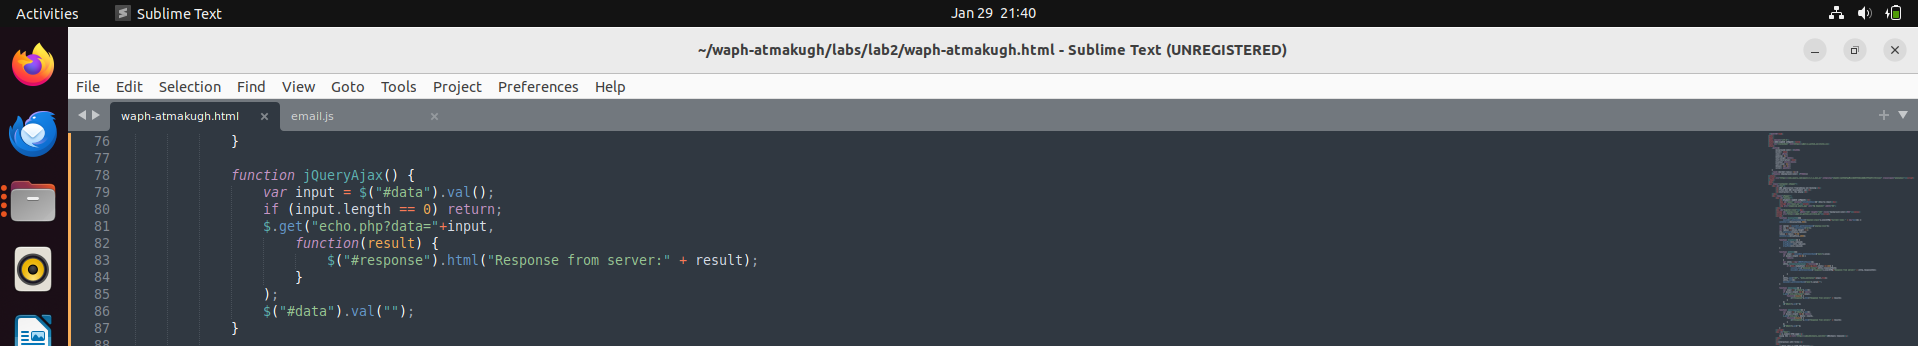 Activities Sublime Text Jan 29 21:40
~/waph-atmakugh/labs/lab2/waph-atmakugh.html - Sublime Text (UNREGISTERED)
File Edit Selection Find View Goto Tools Project Preferences Help
waph-atmakugh.html email.js
76 }
77
78 function jQueryAjax() {
79 var input = $("#data").val();
80 if (input.length == 0) return;
81 $.get("echo.php?data="+input,
82 function(result) {
83 $("#response").html("Response from server:" + result);
84 }
85 );
86 $("#data").val("");
87 }
88